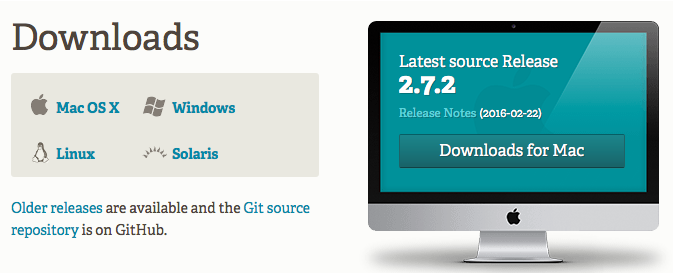 Downloads
Mac OS X
Windows
Linux
Solaris
Older releases are available and the Git source
repository is on GitHub.
Latest source Release
2.7.2
Release Notes (2016-02-22)
Downloads for Mac